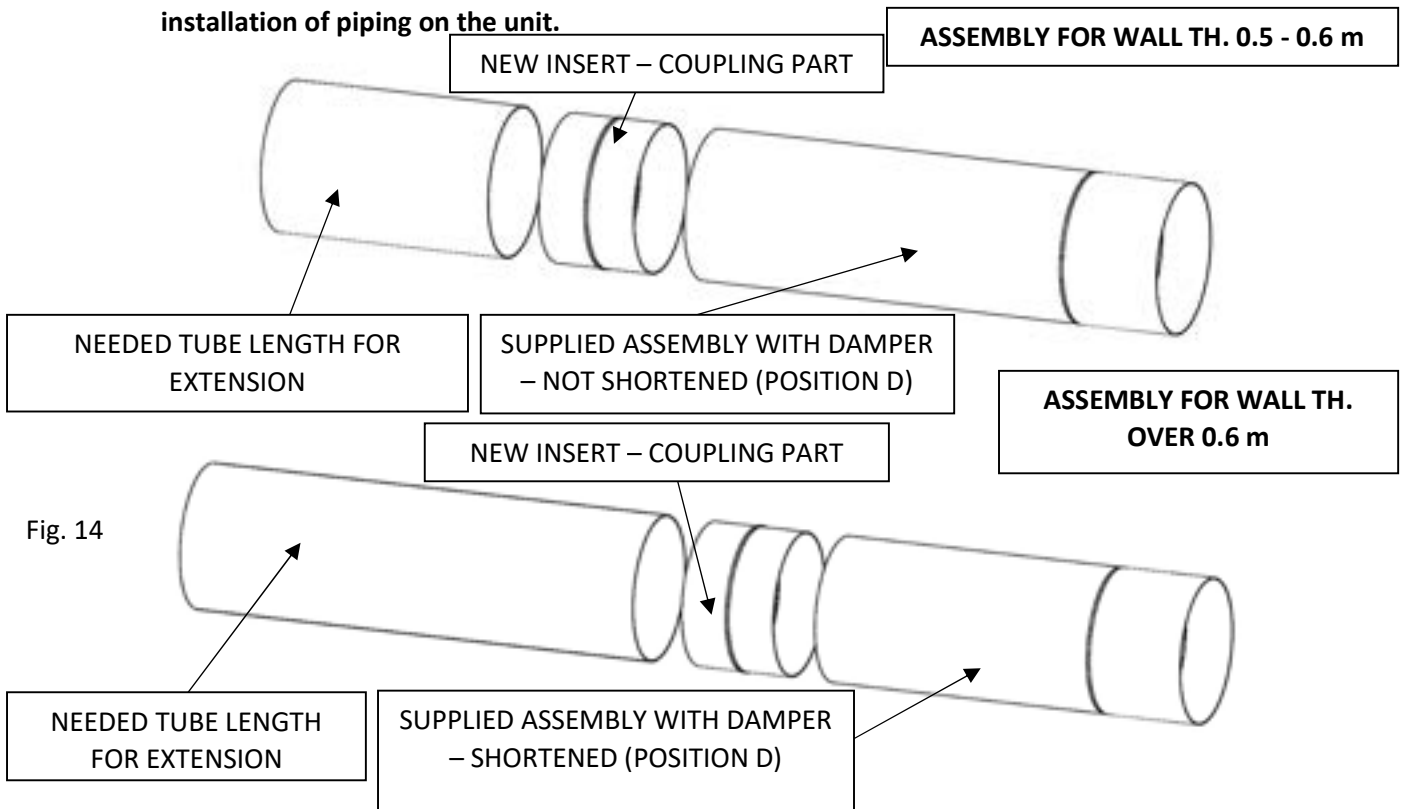 installation of piping on the unit.
ASSEMBLY FOR WALL TH. 0.5 - 0.6 m
NEW INSERT – COUPLING PART
NEEDED TUBE LENGTH FOR
EXTENSION
SUPPLIED ASSEMBLY WITH DAMPER
– NOT SHORTENED (POSITION D)
ASSEMBLY FOR WALL TH.
OVER 0.6 m
NEW INSERT – COUPLING PART
Fig. 14
NEEDED TUBE LENGTH
FOR EXTENSION
SUPPLIED ASSEMBLY WITH DAMPER
– SHORTENED (POSITION D)